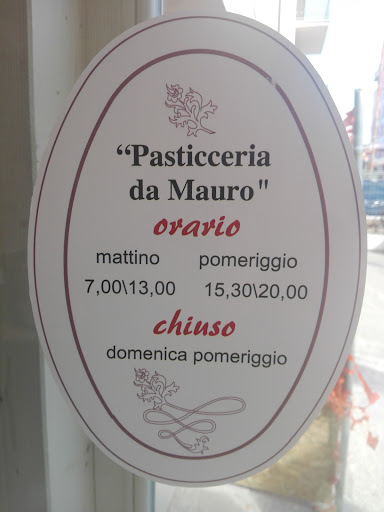 “Pasticceria
da Mauro"
orario
mattino pomeriggio
7,00\13,00 15,30\20,00
chiuso
domenica pomeriggio